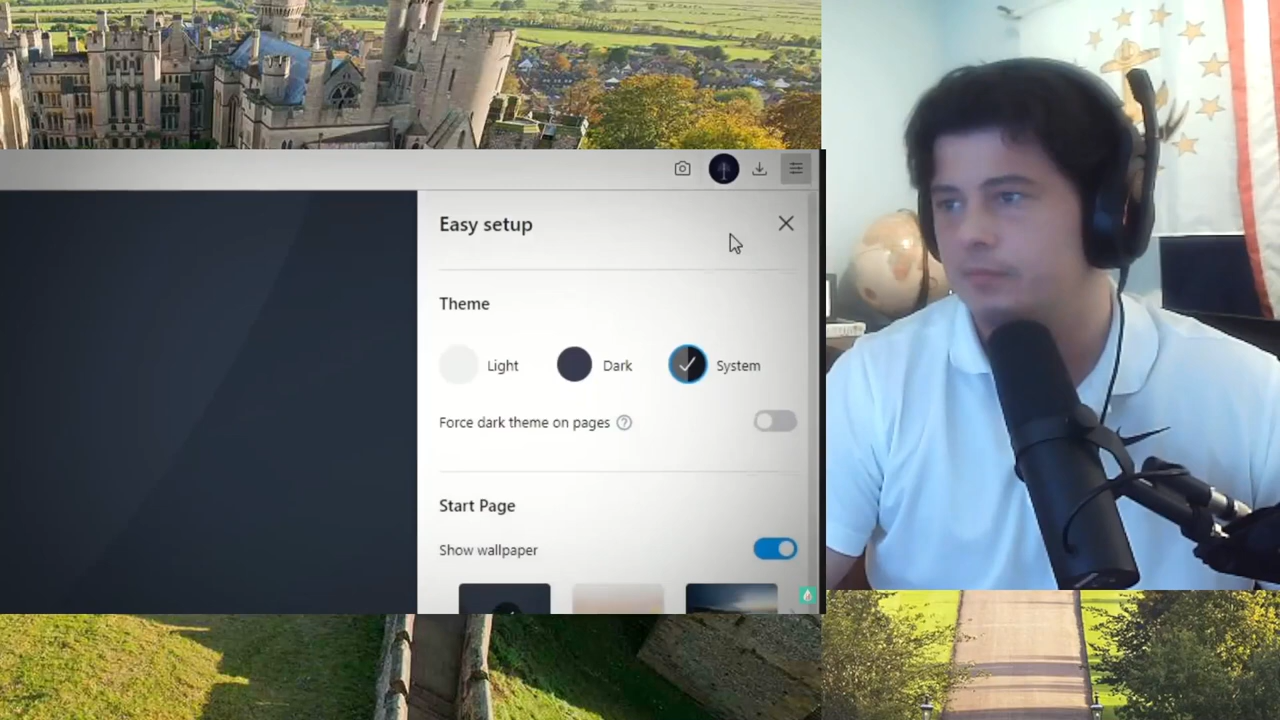 Easy setup
Theme
Light
Dark
System
Force dark theme on pages
Start Page
Show wallpaper